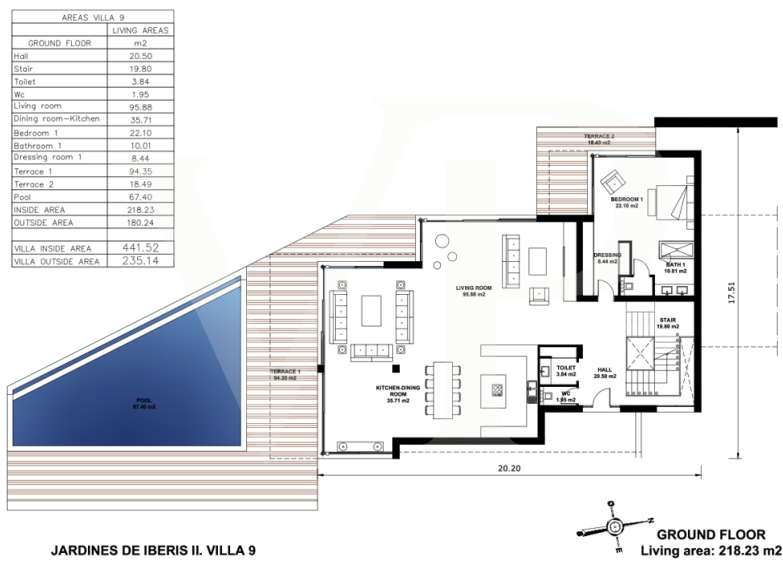 AREAS VILLA 9
LIVING AREAS
GROUND FLOOR m2
Hall 20.50
Stair 19.80
Toilet 3.84
Wc 1.95
Living room 95.88
Dining room-Kitchen 35.71
Bedroom 1 22.10
Bathroom 1 10.01
Dressing room 1 8.44
Terrace 1 94.35
Terrace 2 18.49
Pool 67.40
INSIDE AREA 218.23
OUTSIDE AREA 180.24
VILLA INSIDE AREA 441.52
VILLA OUTSIDE AREA 235.14
TERRACE 2
18.49 m2
BEDROOM 1
22.10 m2
DRESSING
8.44 m2
BATH 1
10.01 m2
LIVING ROOM
95.88 m2
17.51
STAIR
19.80 m2
TERRACE 1
94.35 m2
TOILET
3.84 m2
HALL
20.50 m2
KITCHEN-DINING
ROOM
35.71 m2
WC
1.95 m2
POOL
67.40 m2
20.20
O
N
S
E
GROUND FLOOR
Living area: 218.23 m2
JARDINES DE IBERIS II. VILLA 9